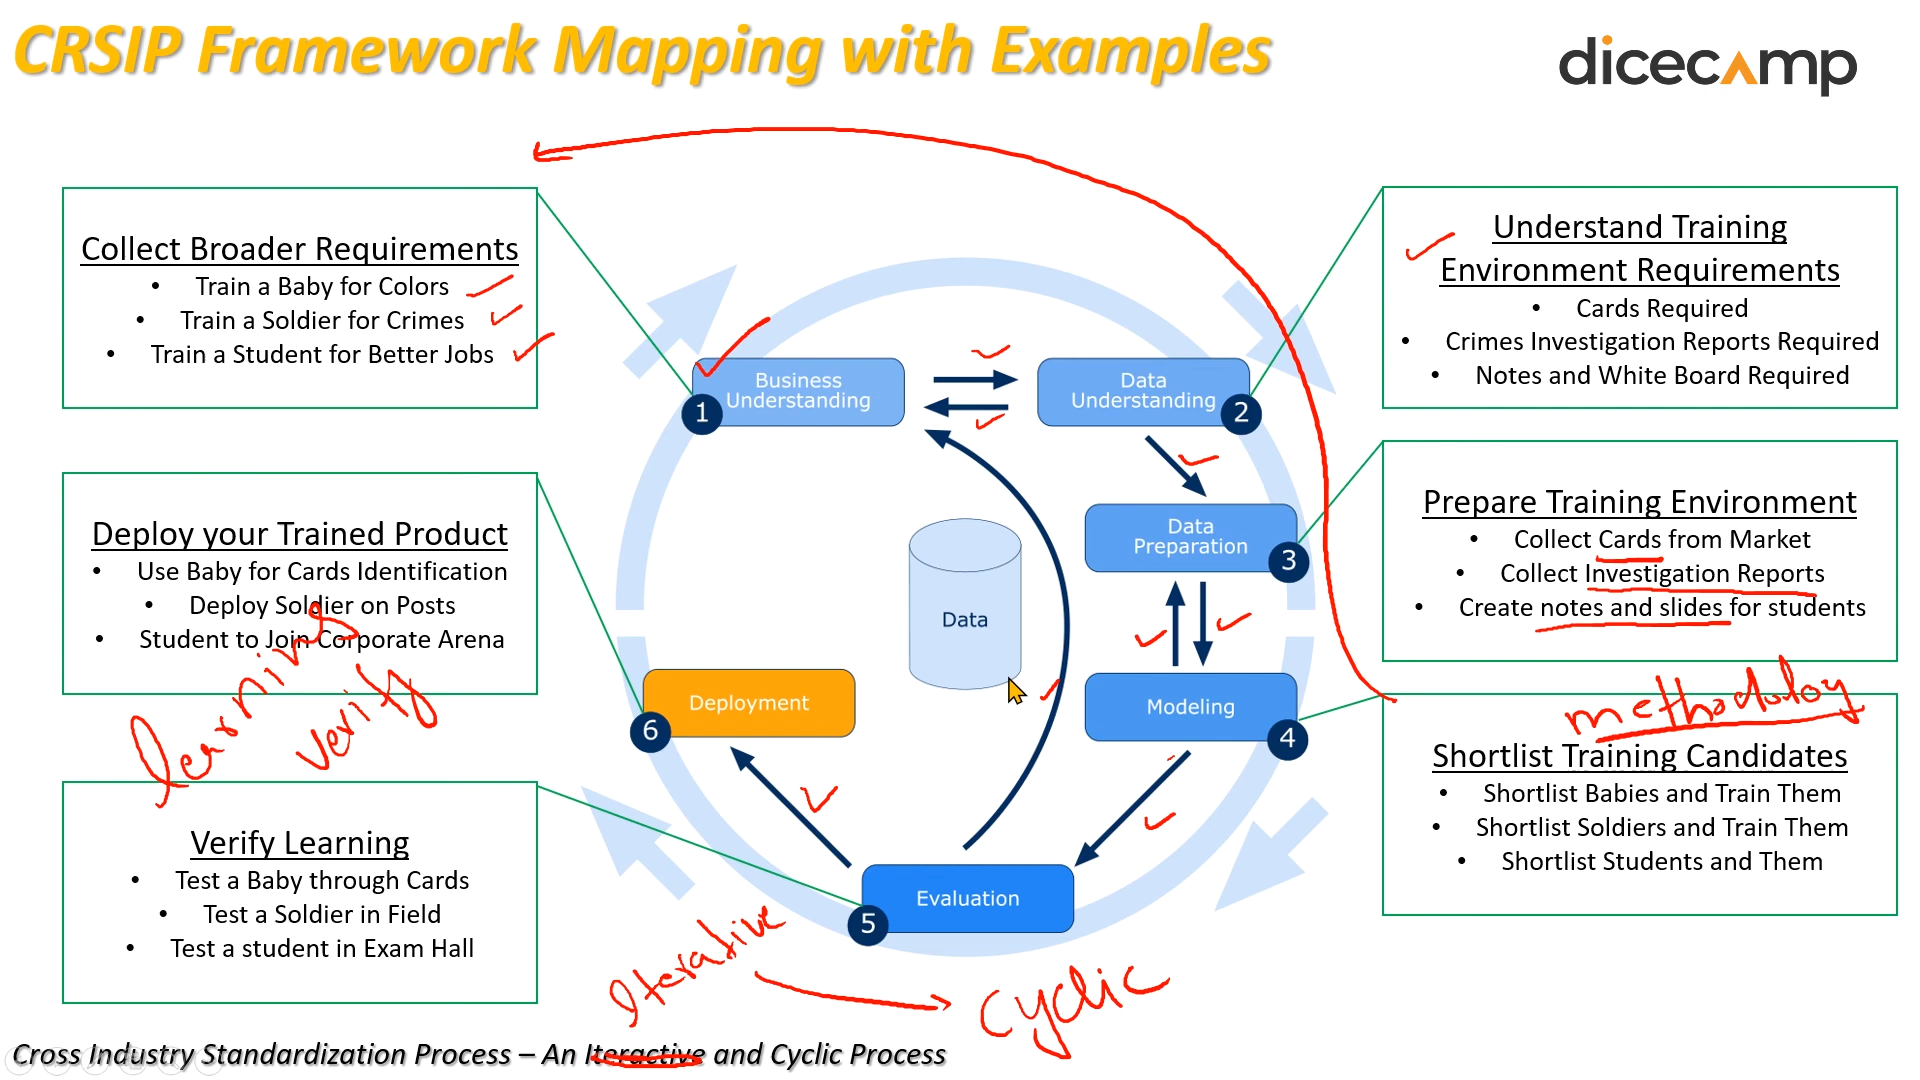 CRSIP Framework Mapping with Examples
dicecamp
Collect Broader Requirements
• Train a Baby for Colors
• Train a Soldier for Crimes
• Train a Student for Better Jobs
Understand Training
Environment Requirements
• Cards Required
• Crimes Investigation Reports Required
• Notes and White Board Required
Business
Understanding
1
Data
Understanding
2
Deploy your Trained Product
• Use Baby for Cards Identification
• Deploy Soldier on Posts
• Student to Join Corporate Arena
learning
verify
Data
Preparation
3
Prepare Training Environment
• Collect Cards from Market
• Collect Investigation Reports
• Create notes and slides for students
Data
Deployment
6
Modeling
4
methodoloy
Shortlist Training Candidates
• Shortlist Babies and Train Them
• Shortlist Soldiers and Train Them
• Shortlist Students and Them
Verify Learning
• Test a Baby through Cards
• Test a Soldier in Field
• Test a student in Exam Hall
Evaluation
5
Iterative
Cyclic
Cross Industry Standardization Process – An Iteractive and Cyclic Process